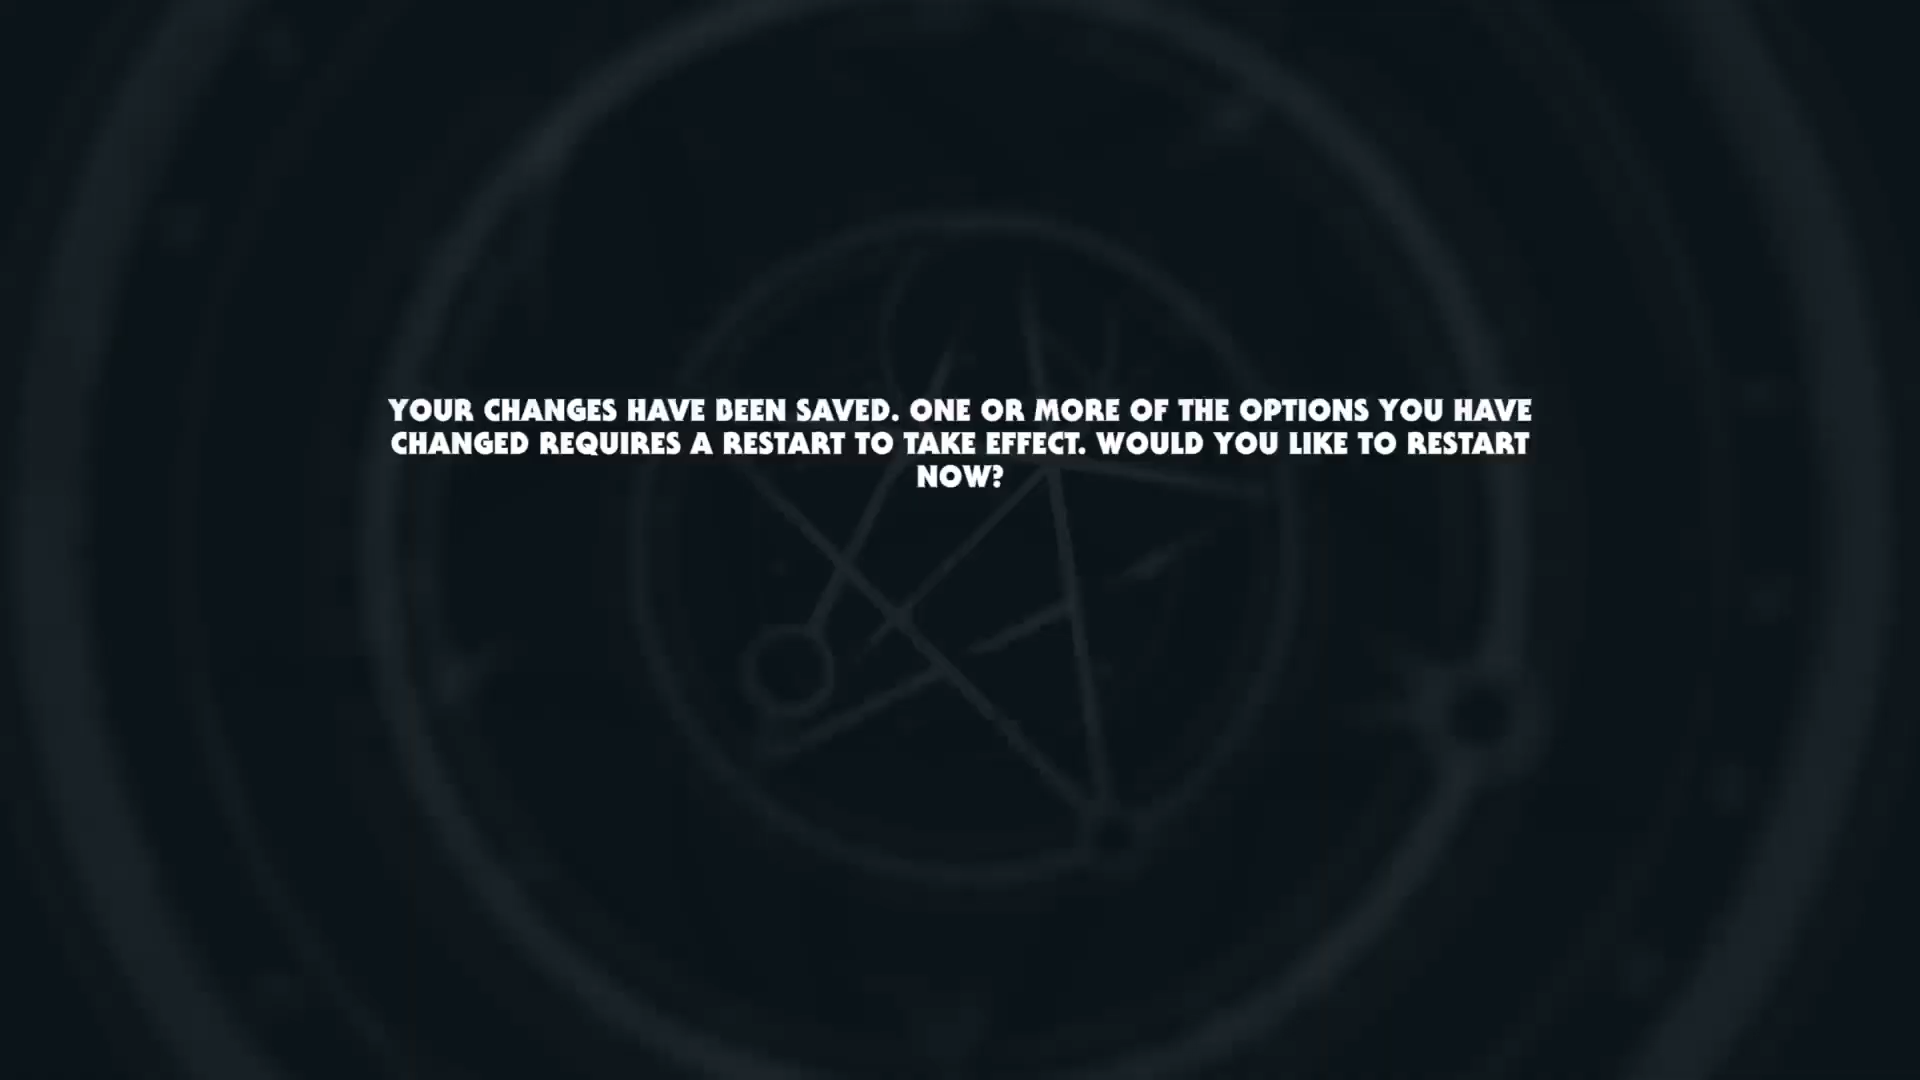 YOUR CHANGES HAVE BEEN SAVED. ONE OR MORE OF THE OPTIONS YOU HAVE
CHANGED REQUIRES A RESTART TO TAKE EFFECT. WOULD YOU LIKE TO RESTART
NOW?